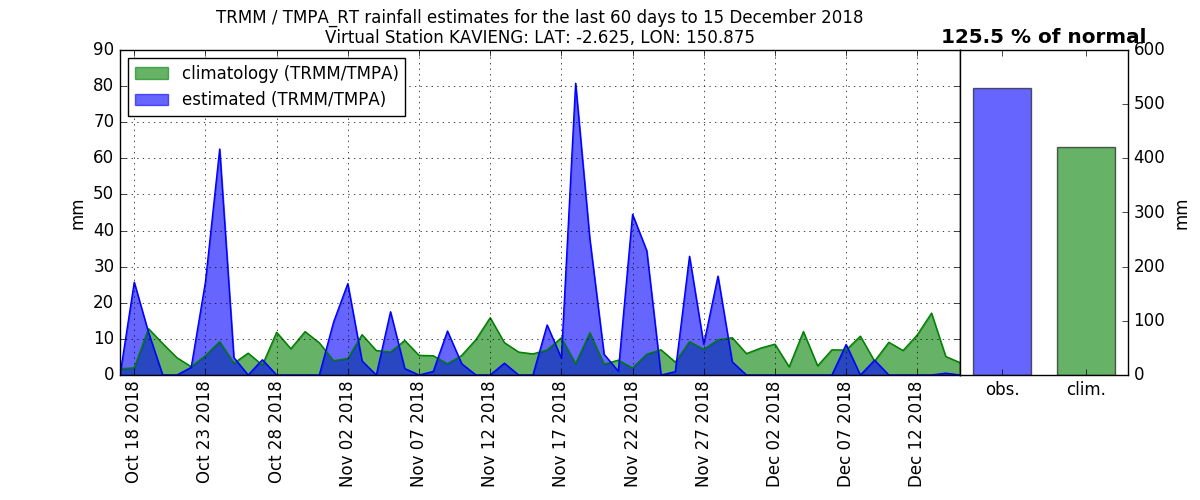 TRMM / TMPA_RT rainfall estimates for the last 60 days to 15 December 2018
Virtual Station KAVIENG: LAT: -2.625, LON: 150.875
125.5 % of normal
climatology (TRMM/TMPA)
estimated (TRMM/TMPA)
mm
90
80
70
60
50
40
30
20
10
0
Oct 18 2018
Oct 23 2018
Oct 28 2018
Nov 02 2018
Nov 07 2018
Nov 12 2018
Nov 17 2018
Nov 22 2018
Nov 27 2018
Dec 02 2018
Dec 07 2018
Dec 12 2018
obs.
clim.
600
500
400
300
200
100
0
mm